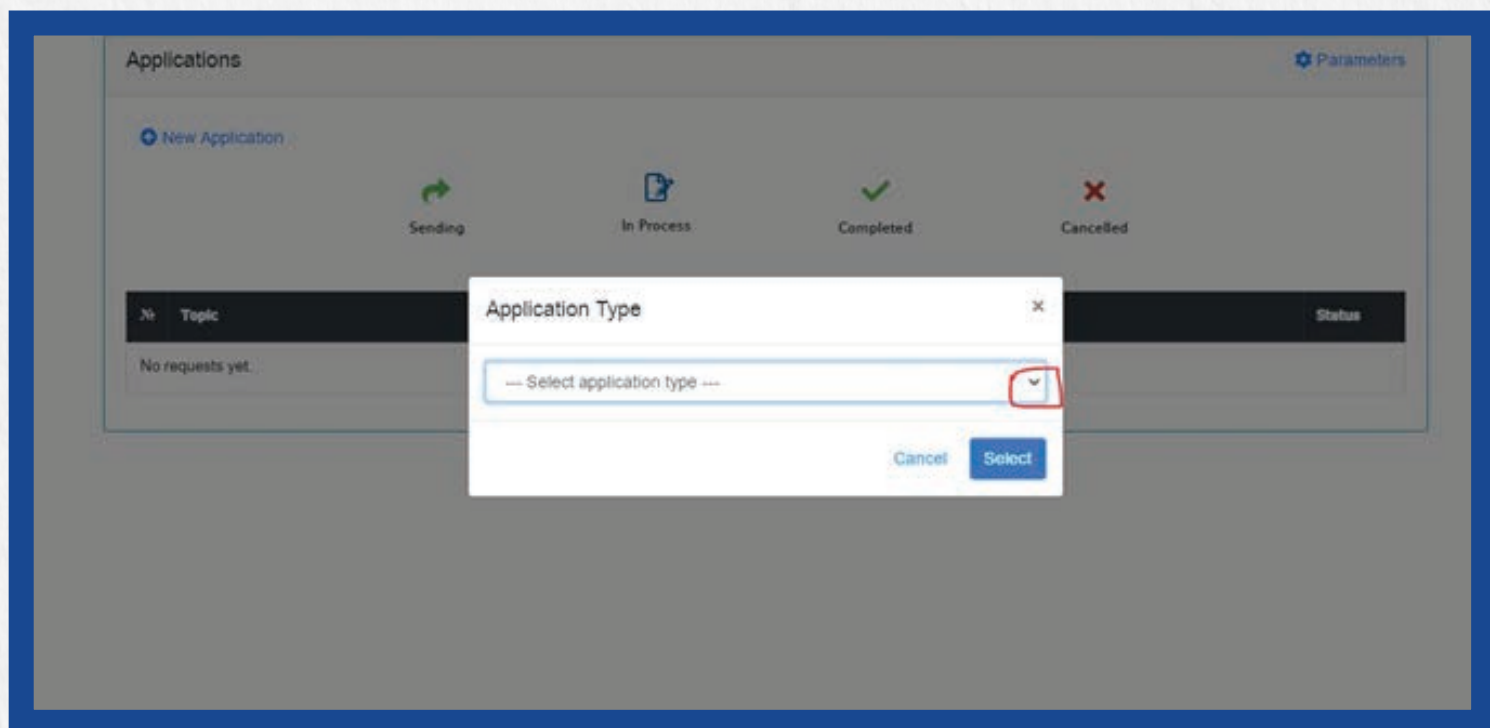 Applications
Parameters
New Application
Sending
In Process
Completed
Cancelled
Application Type
№ Topic
Status
No requests yet.
--- Select application type ---
Cancel
Select